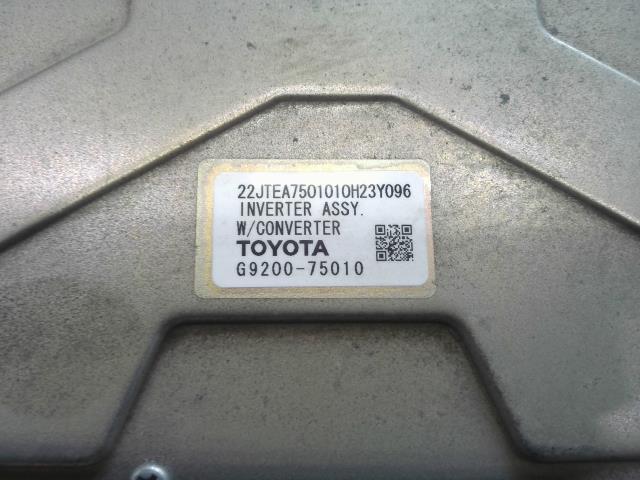 22JTEA7501010H23Y096
INVERTER ASSY.
W/CONVERTER
TOYOTA
G9200-75010